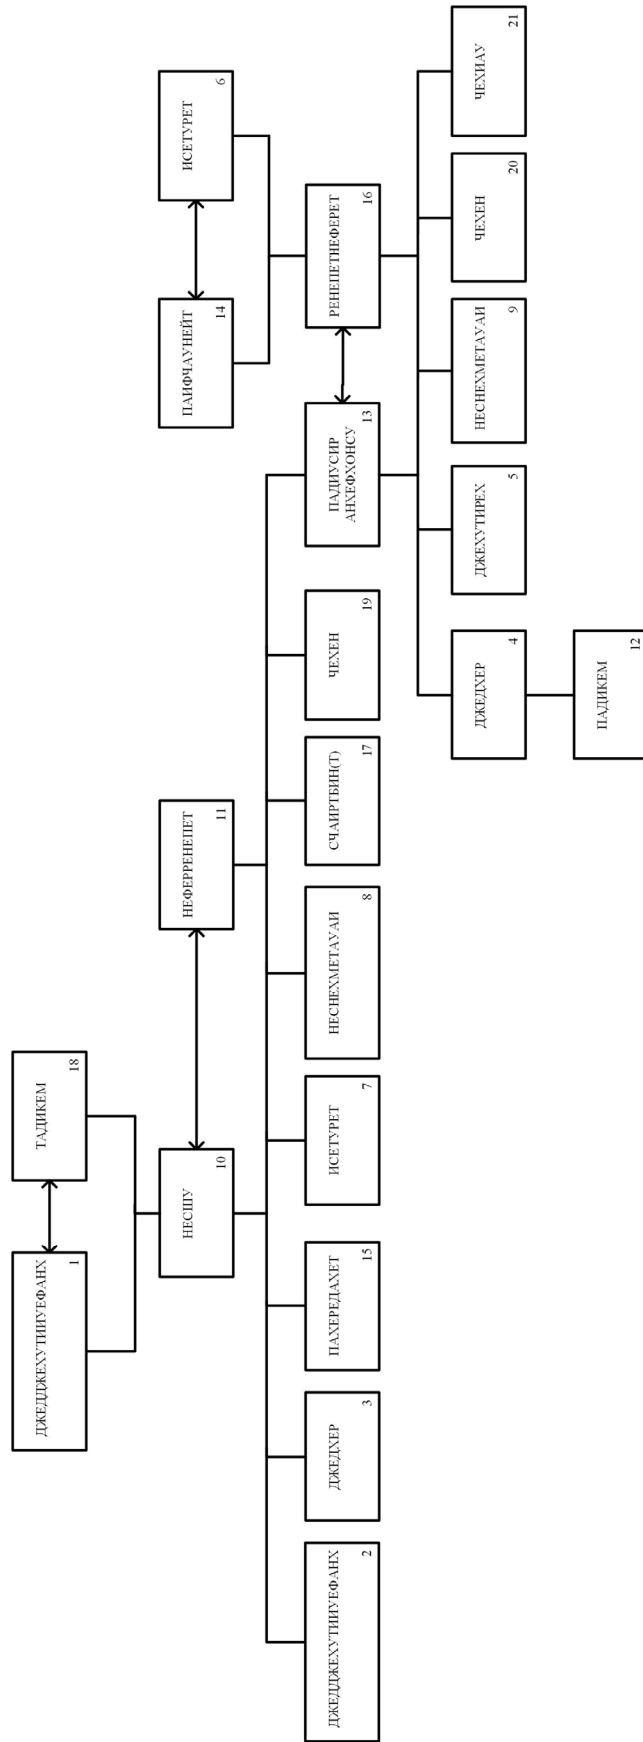 ДЖЕДДЖЕХУТИИУЕФАНХ
1
ТАДИКЕМ
18
НЕСШУ
10
НЕФЕРРЕНЕПЕТ
11
ПАИФЧАУНЕЙТ
14
ИСЕТУРЕТ
6
ДЖЕДДЖЕХУТИИУЕФАНХ
2
ДЖЕДХЕР
3
ПАХЕРЕДАХЕТ
15
ИСЕТУРЕТ
7
НЕСНЕХМЕТАУАИ
8
СЧАИРТБИН(Т)
17
ЧЕХЕН
19
ПАДИУСИР
АНХЕФХОНСУ
13
РЕНЕПЕТНЕФЕРЕТ
16
ДЖЕДХЕР
4
ДЖЕХУТИРЕХ
5
НЕСНЕХМЕТАУАИ
9
ЧЕХЕН
20
ЧЕХИАУ
21
ПАДИКЕМ
12